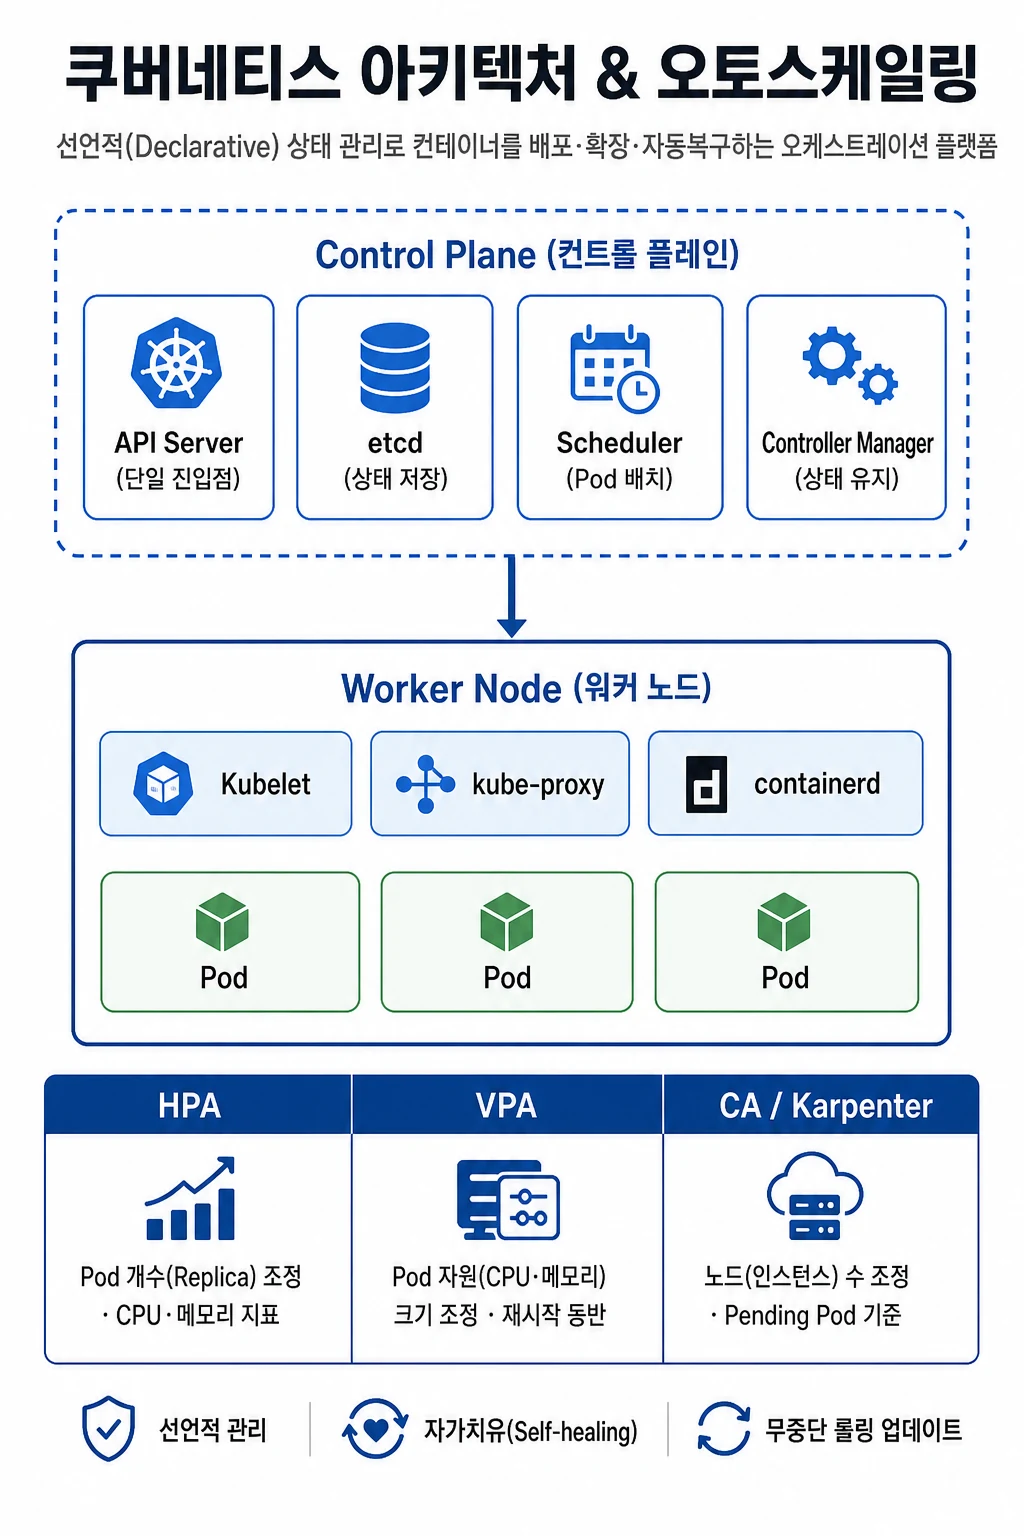 쿠버네티스 아키텍처 & 오토스케일링
선언적(Declarative) 상태 관리로 컨테이너를 배포·확장·자동복구하는 오케스트레이션 플랫폼
Control Plane (컨트롤 플레인)
API Server
(단일 진입점)
etcd
(상태 저장)
Scheduler
(Pod 배치)
Controller Manager
(상태 유지)
Worker Node (워커 노드)
Kubelet
kube-proxy
containerd
Pod
Pod
Pod
HPA
VPA
CA / Karpenter
Pod 개수(Replica) 조정
· CPU·메모리 지표
Pod 자원(CPU·메모리)
크기 조정 · 재시작 동반
노드(인스턴스) 수 조정
· Pending Pod 기준
선언적 관리
자가치유(Self-healing)
무중단 롤링 업데이트